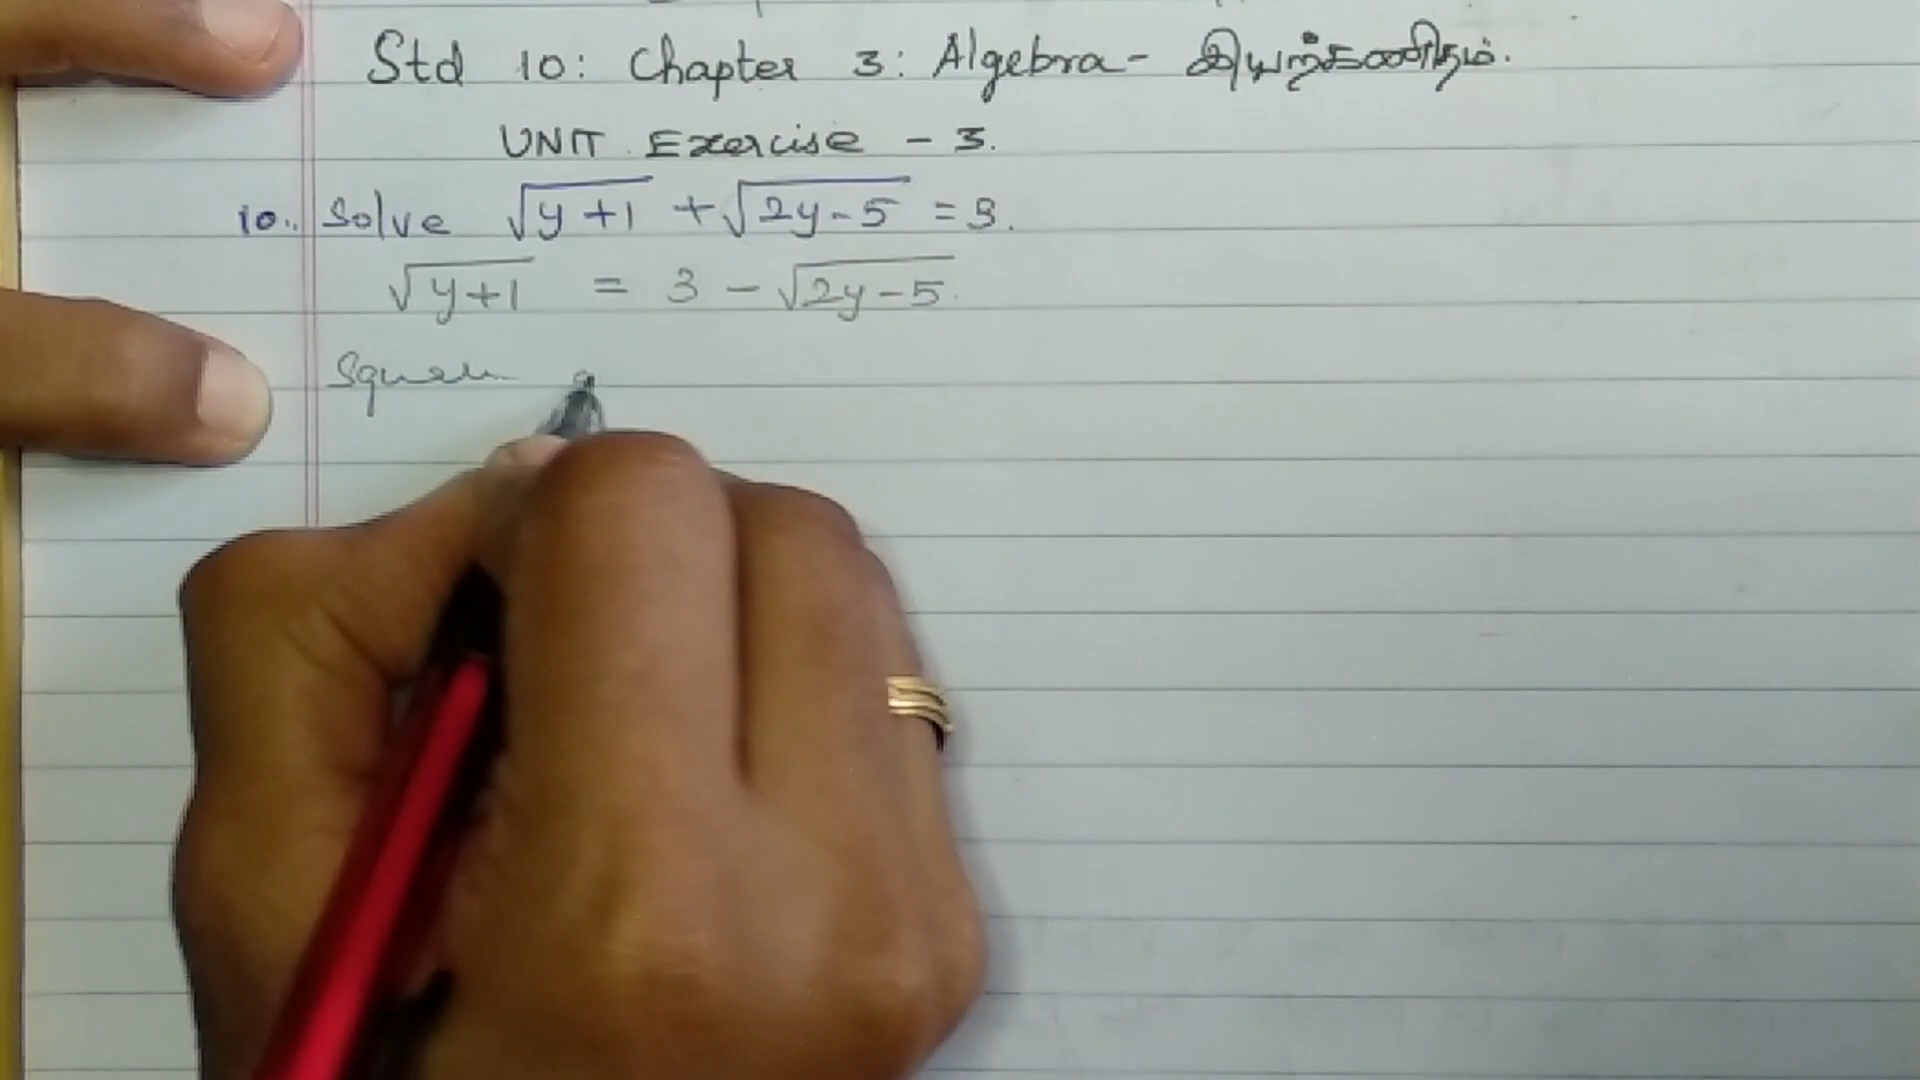 Std 10: Chapter 3: Algebra - இயற்கணிதம்.
UNIT Exercise - 3.
10. Solve √(y+1) + √(2y-5) = 3.
√(y+1) = 3 - √(2y-5).